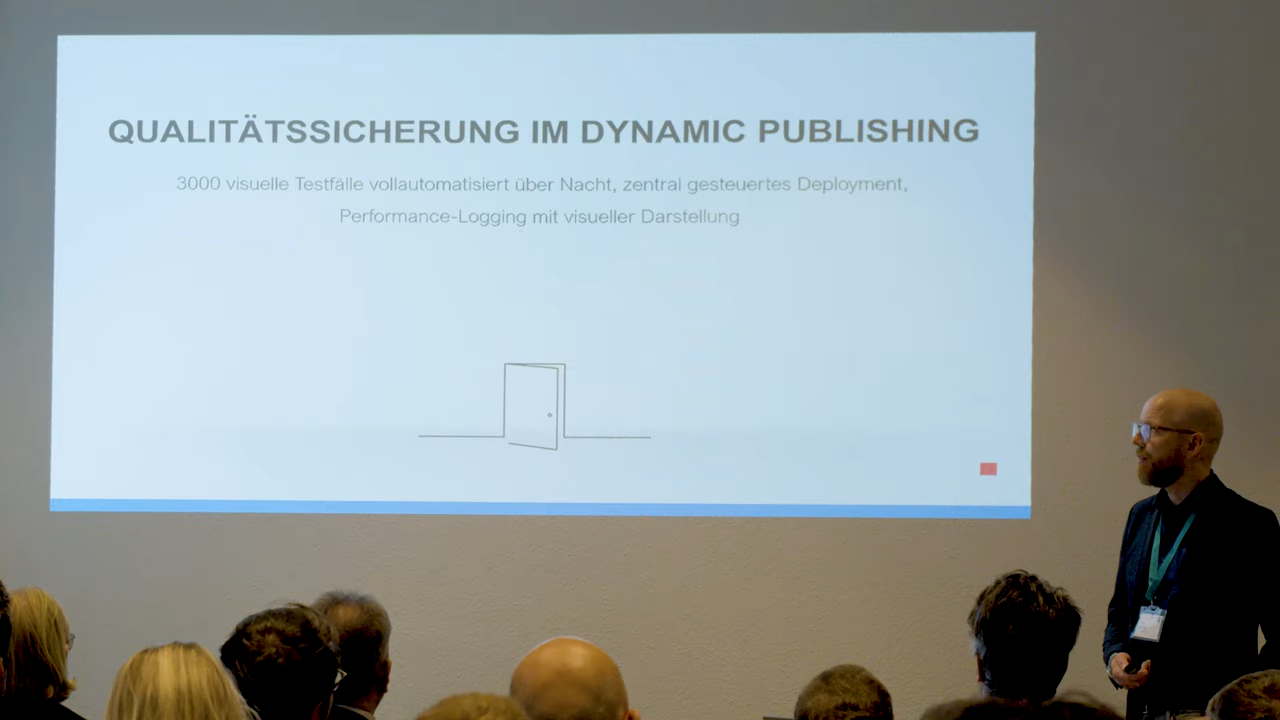 QUALITÄTSSICHERUNG IM DYNAMIC PUBLISHING
3000 visuelle Testfälle vollautomatisiert über Nacht, zentral gesteuertes Deployment,
Performance-Logging mit visueller Darstellung